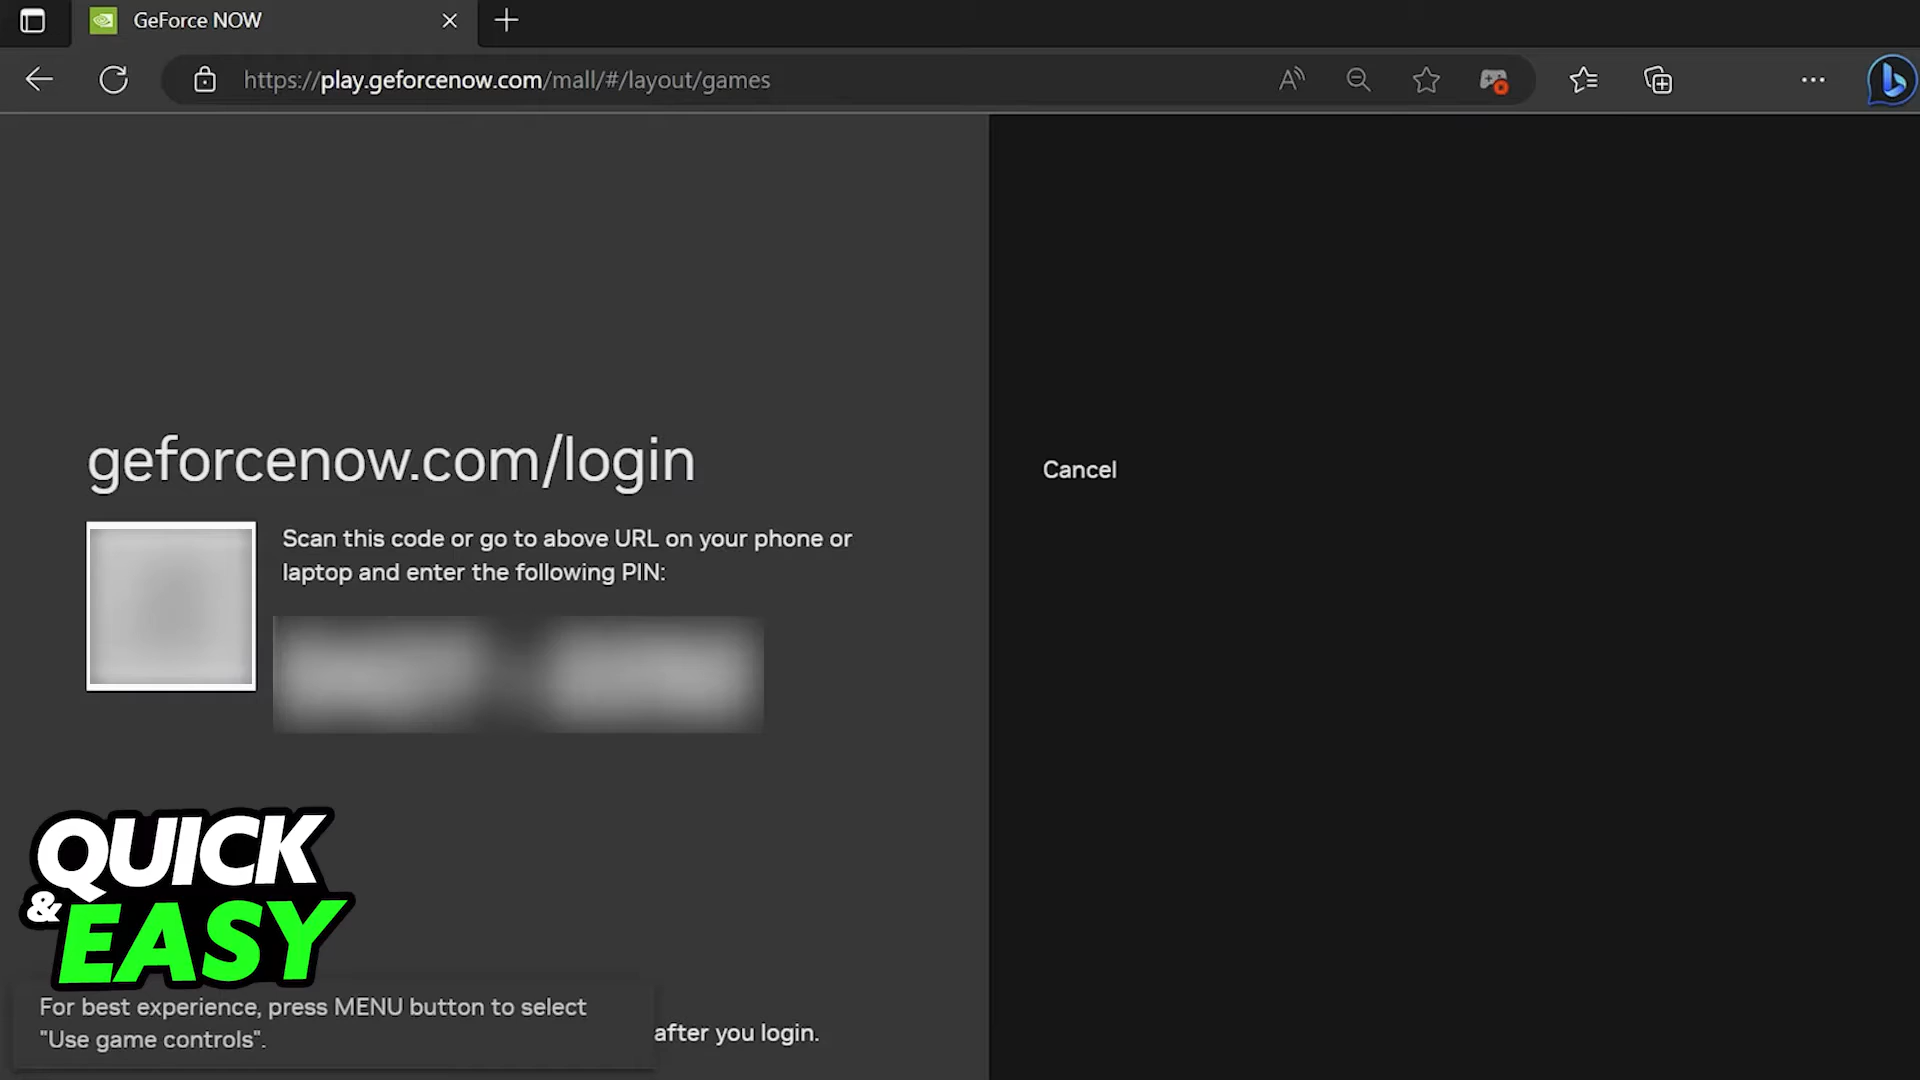 GeForce NOW
https://play.geforcenow.com/mall/#/layout/games
geforcenow.com/login
Cancel
Scan this code or go to above URL on your phone or
laptop and enter the following PIN:
QUICK
& EASY
For best experience, press MENU button to select
"Use game controls".
after you login.